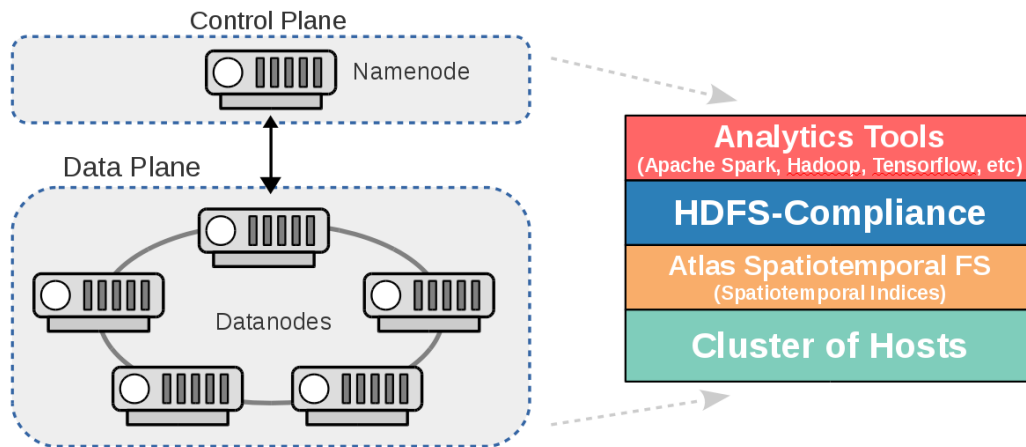 Control Plane
Namenode
Data Plane
Datanodes
Analytics Tools
(Apache Spark, Hadoop, Tensorflow, etc)
HDFS-Compliance
Atlas Spatiotemporal FS
(Spatiotemporal Indices)
Cluster of Hosts